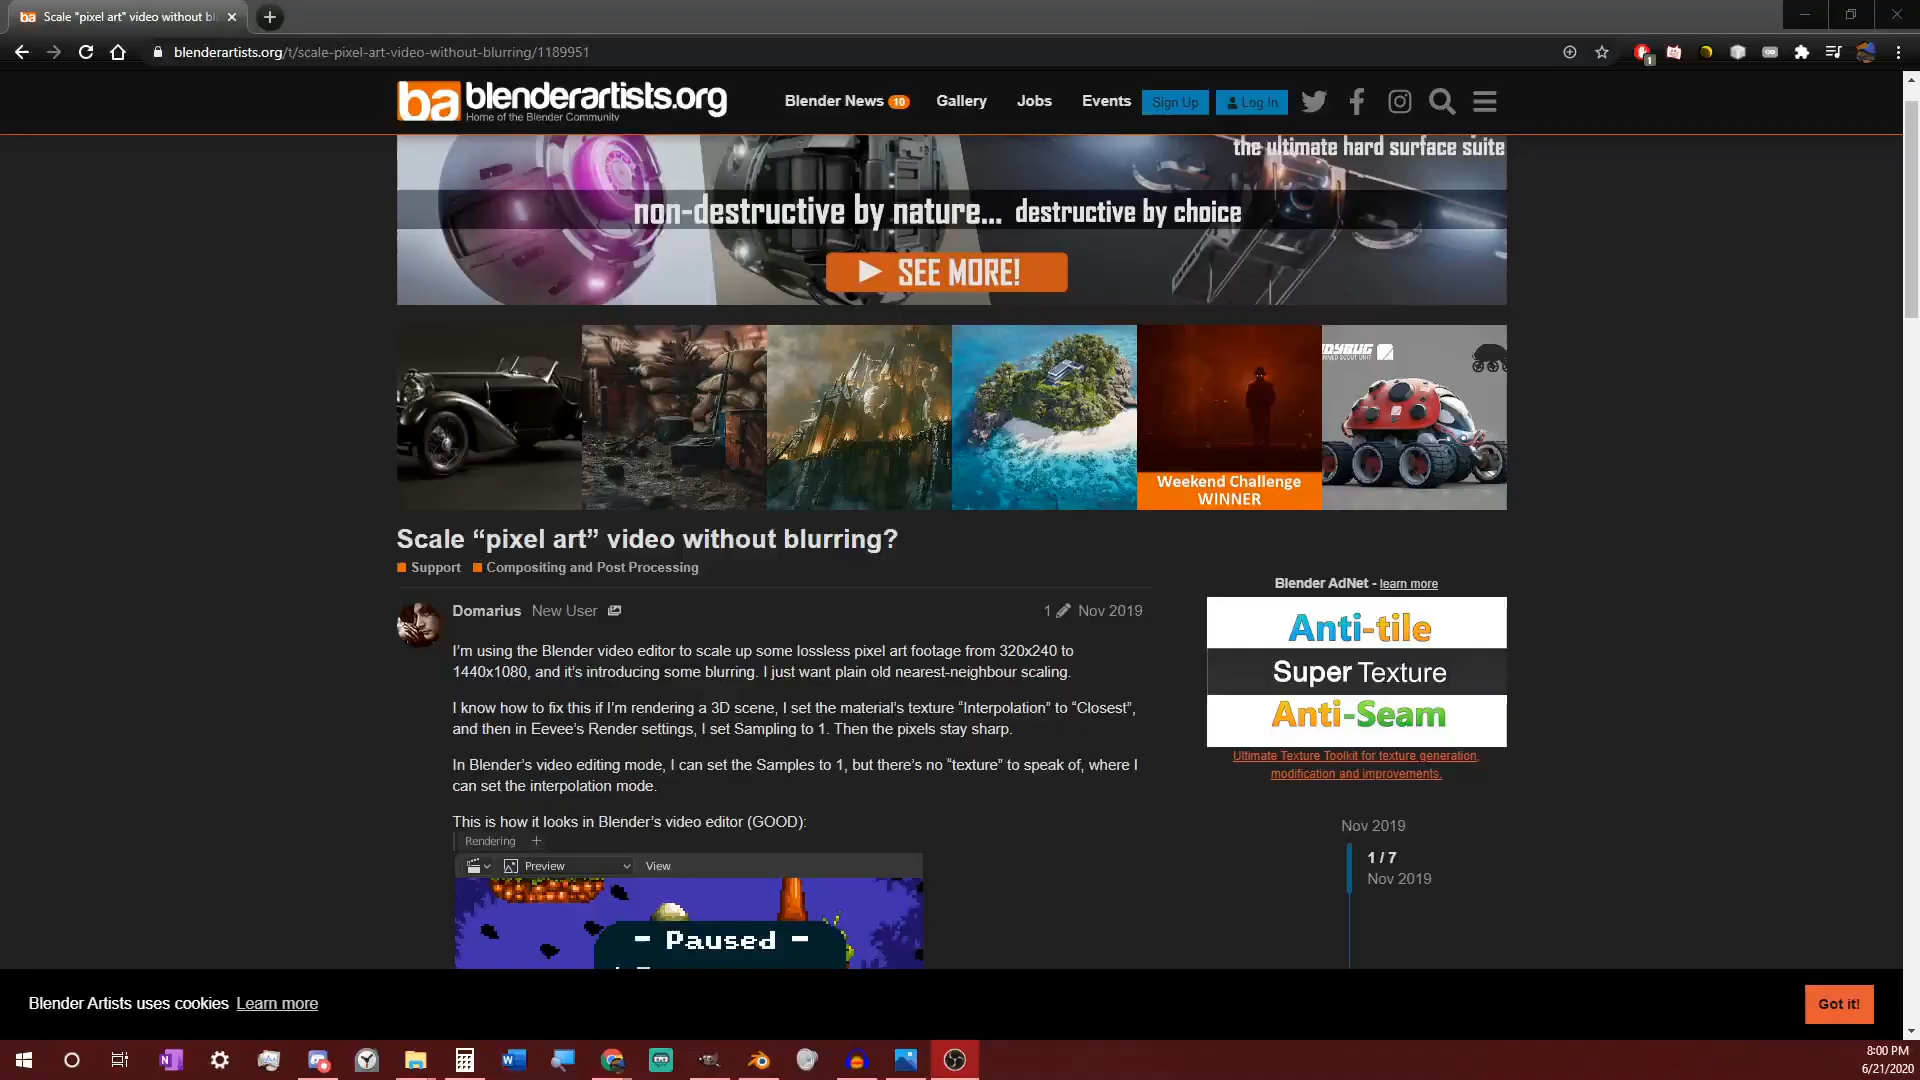 Scale "pixel art" video without bl
blenderartists.org/t/scale-pixel-art-video-without-blurring/1189951
1
ba blenderartists.org
Home of the Blender Community
Blender News 10 Gallery Jobs Events Sign Up Log In
the ultimate hard surface suite
non-destructive by nature... destructive by choice
SEE MORE!
Weekend Challenge
WINNER
Scale “pixel art” video without blurring?
Support Compositing and Post Processing
Domarius New User 1 Nov 2019
I’m using the Blender video editor to scale up some lossless pixel art footage from 320x240 to
1440x1080, and it’s introducing some blurring. I just want plain old nearest-neighbour scaling.
I know how to fix this if I’m rendering a 3D scene, I set the material’s texture “Interpolation” to “Closest”,
and then in Eevee’s Render settings, I set Sampling to 1. Then the pixels stay sharp.
In Blender’s video editing mode, I can set the Samples to 1, but there’s no “texture” to speak of, where I
can set the interpolation mode.
This is how it looks in Blender’s video editor (GOOD):
Rendering +
Preview View
- Paused -
Blender AdNet - learn more
Anti-tile
Super Texture
Anti-Seam
Ultimate Texture Toolkit for texture generation,
modification and improvements.
Nov 2019
1 / 7
Nov 2019
Blender Artists uses cookies Learn more
Got it!
8:00 PM
6/21/2020